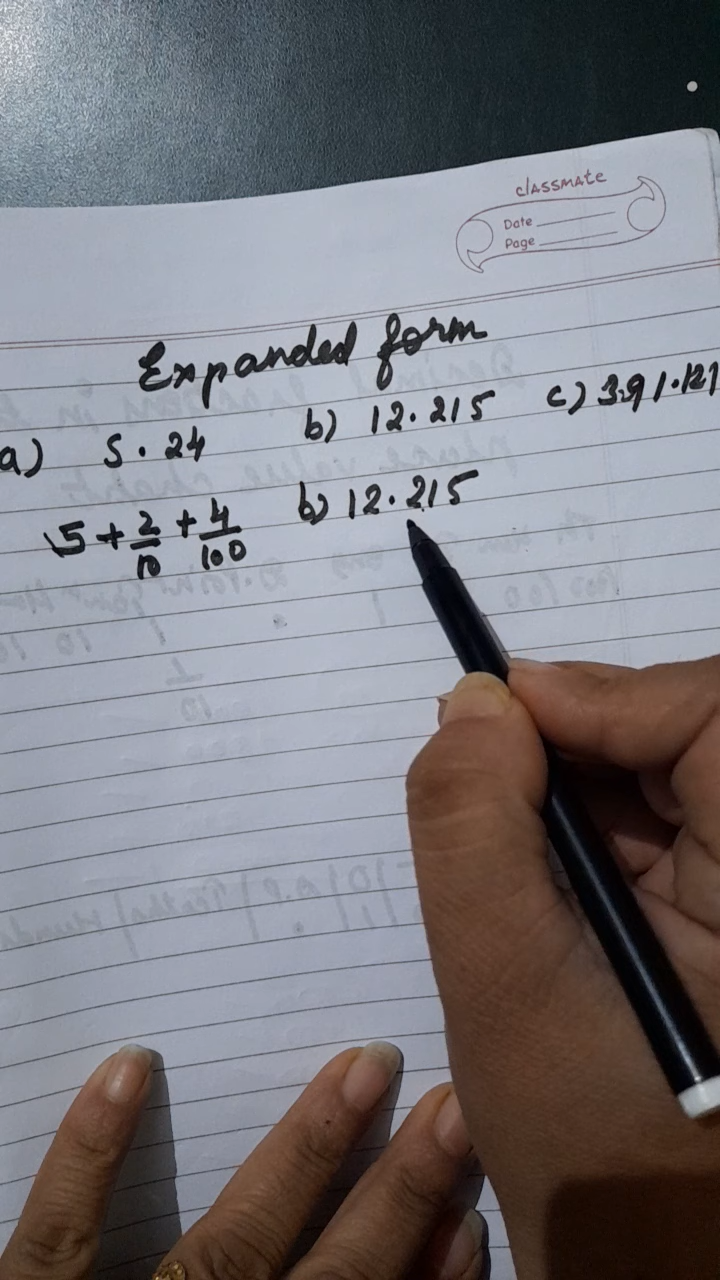 classmate
Date
Page
Expanded form
a) 5.24 b) 12.215 c) 391.121
5 + 2/10 + 4/100 b) 12.215